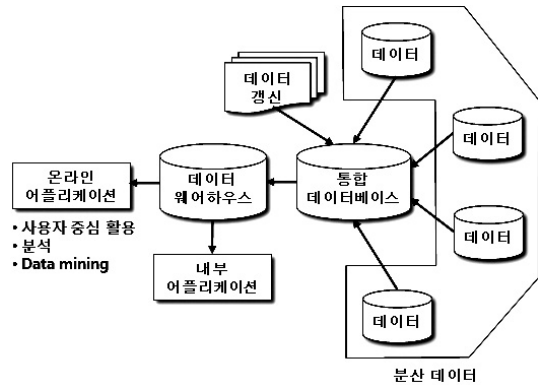 데이터
데이터
갱신
데이터
온라인
어플리케이션
데이터
웨어하우스
통합
데이터베이스
• 사용자 중심 활용
• 분석
• Data mining
내부
어플리케이션
데이터
데이터
분산 데이터